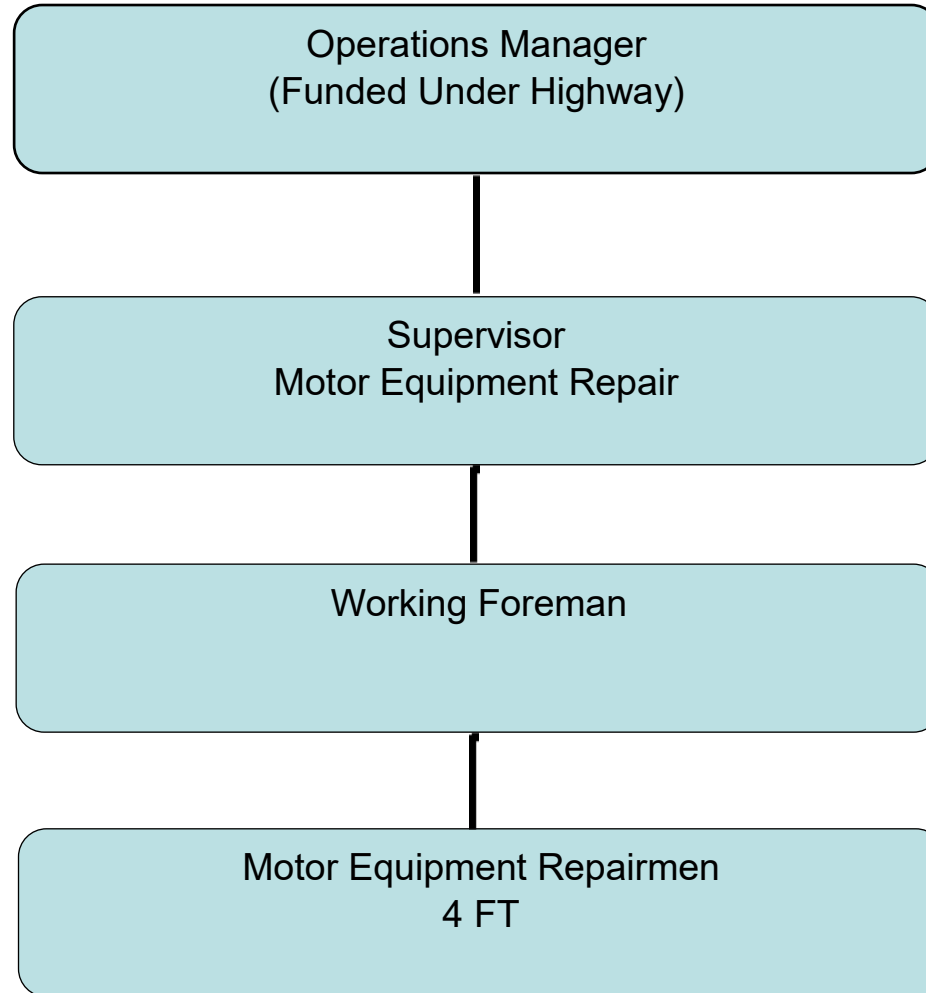 Operations Manager
(Funded Under Highway)
Supervisor
Motor Equipment Repair
Working Foreman
Motor Equipment Repairmen
4 FT